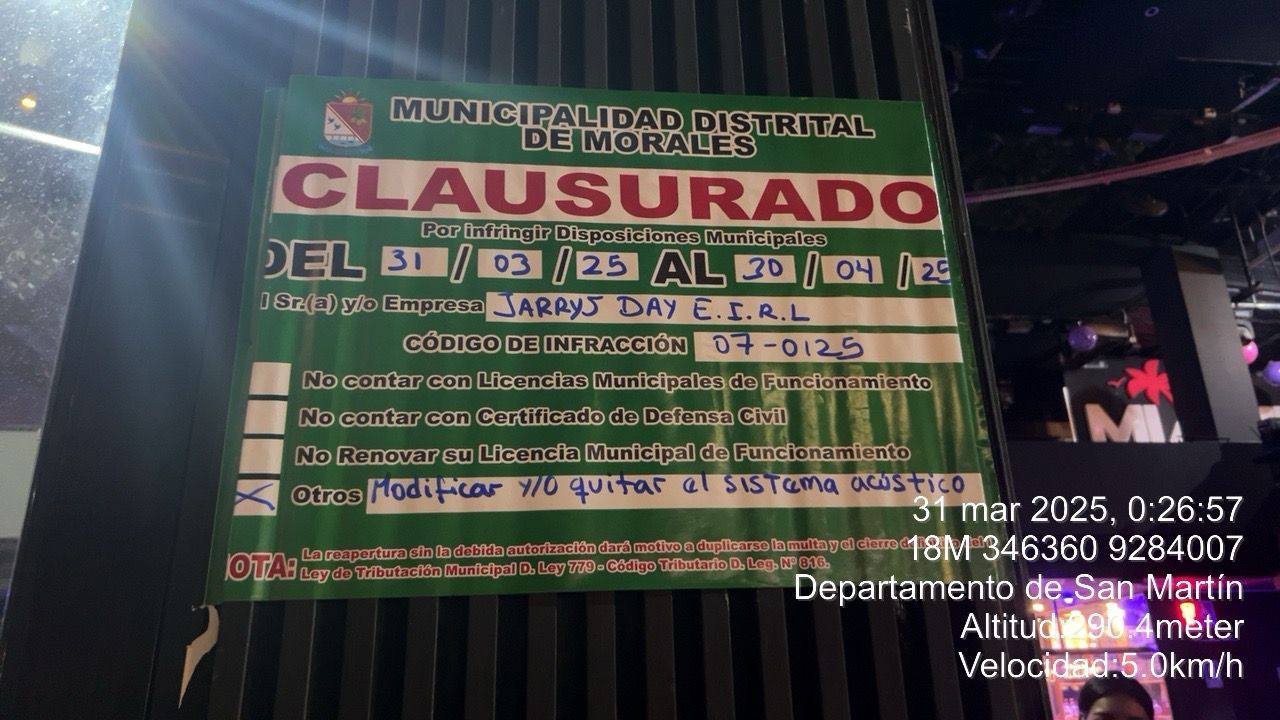 MUNICIPALIDAD DISTRITAL
DE MORALES
CLAUSURADO
Por infringir Disposiciones Municipales
DEL 31 / 03 / 25 AL 30 / 04 / 25
l Sr.(a) y/o Empresa JARRYS DAY E.I.R.L
CÓDIGO DE INFRACCIÓN 07-0125
No contar con Licencias Municipales de Funcionamiento
No contar con Certificado de Defensa Civil
No Renovar su Licencia Municipal de Funcionamiento
X Otros Modificar y/o quitar el sistema acústico
OTA: La reapertura sin la debida autorización dará motivo a duplicarse la multa y el cierre
Ley de Tributación Municipal D. Ley 779 - Código Tributario D. Leg. N° 816.
MIA
31 mar 2025, 0:26:57
18M 346360 9284007
Departamento de San Martín
Altitud:290.4meter
Velocidad:5.0km/h